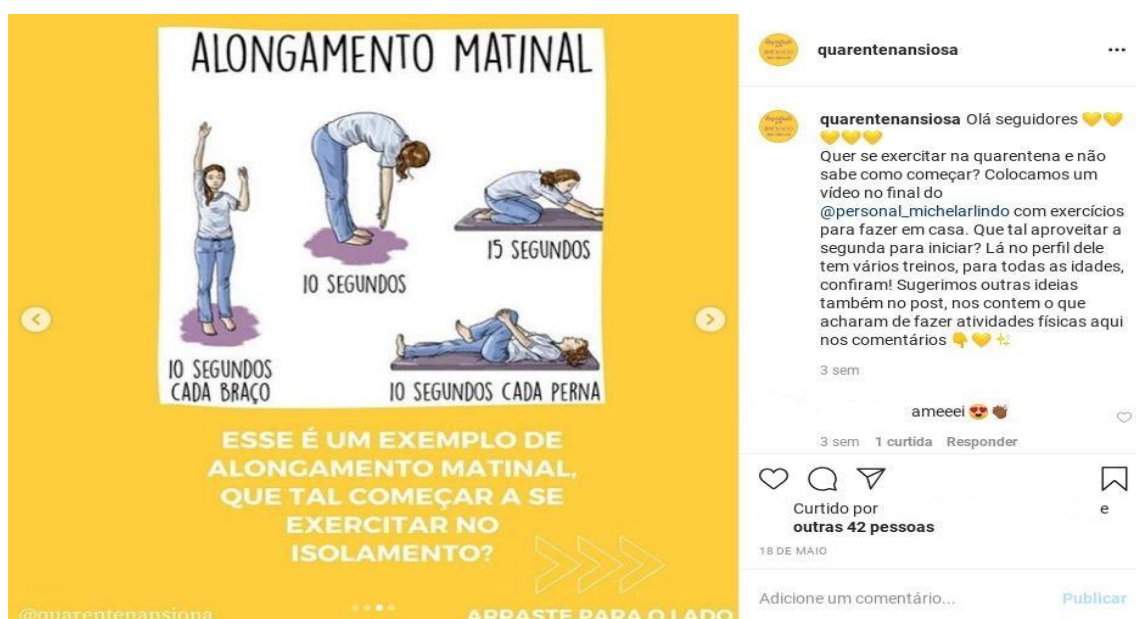 ALONGAMENTO MATINAL
10 SEGUNDOS
CADA BRAÇO
10 SEGUNDOS
15 SEGUNDOS
10 SEGUNDOS CADA PERNA
ESSE É UM EXEMPLO DE
ALONGAMENTO MATINAL,
QUE TAL COMEÇAR A SE
EXERCITAR NO
ISOLAMENTO?
ARRASTE PARA O LADO
quarentenansiosa
quarentenansiosa Olá seguidores 💛💛
💛💛💛
Quer se exercitar na quarentena e não
sabe como começar? Colocamos um
vídeo no final do
@personal_michelarlindo com exercícios
para fazer em casa. Que tal aproveitar a
segunda para iniciar? Lá no perfil dele
tem vários treinos, para todas as idades,
confiram! Sugerimos outras ideias
também no post, nos contem o que
acharam de fazer atividades físicas aqui
nos comentários 👇💛✨
3 sem
ameeei 😍👏🏾
3 sem 1 curtida Responder
Curtido por e
outras 42 pessoas
18 DE MAIO
Adicione um comentário... Publicar